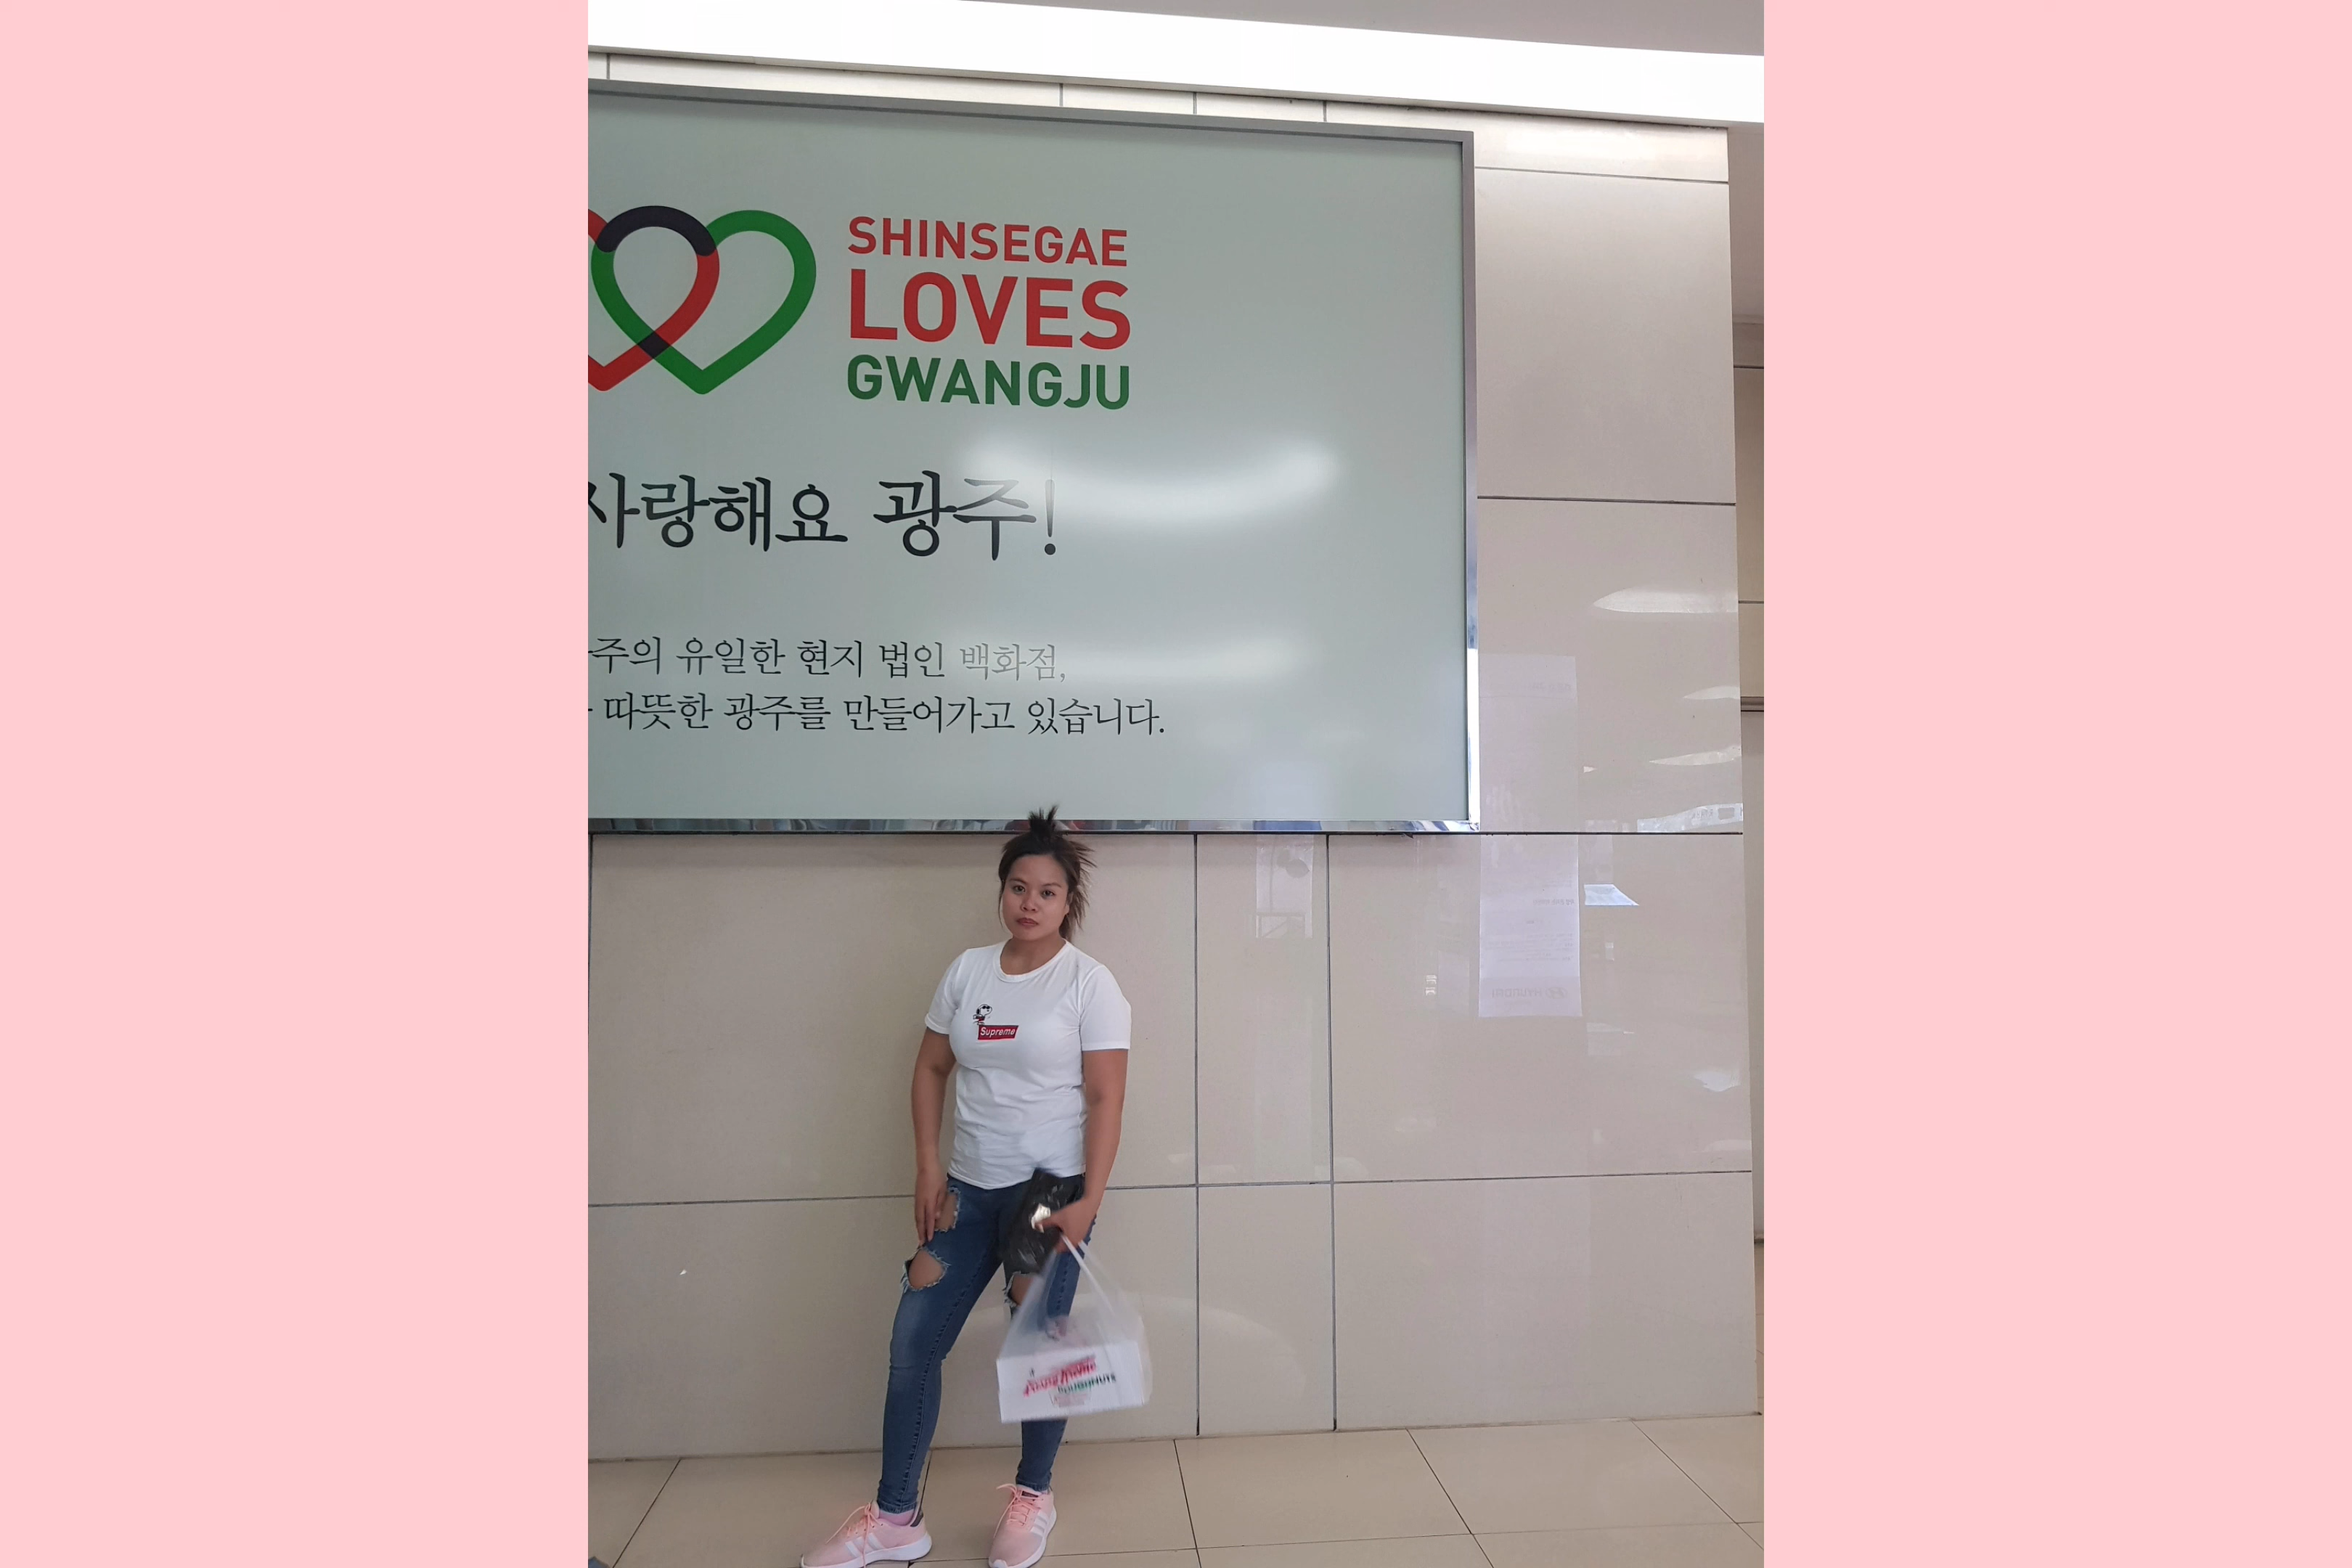 SHINSEGAE
LOVES
GWANGJU
사랑해요 광주!
주의 유일한 현지 법인 백화점,
따뜻한 광주를 만들어가고 있습니다.
Supreme